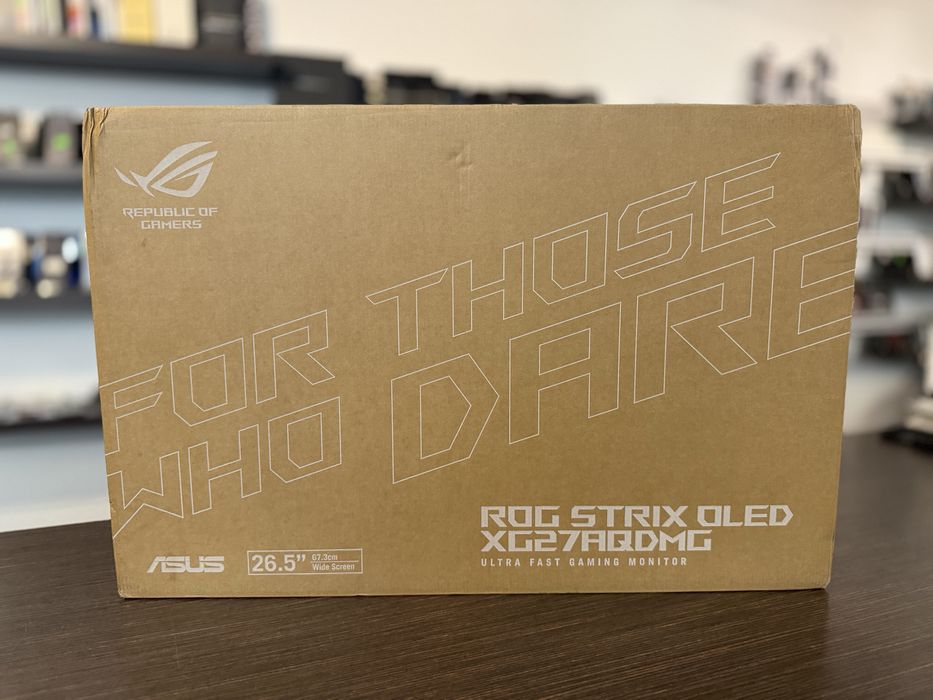 REPUBLIC OF
GAMERS
FOR THOSE
WHO DARE
ASUS
26.5” 67.3cm
Wide Screen
ROG STRIX OLED
XG27AQDMG
ULTRA FAST GAMING MONITOR